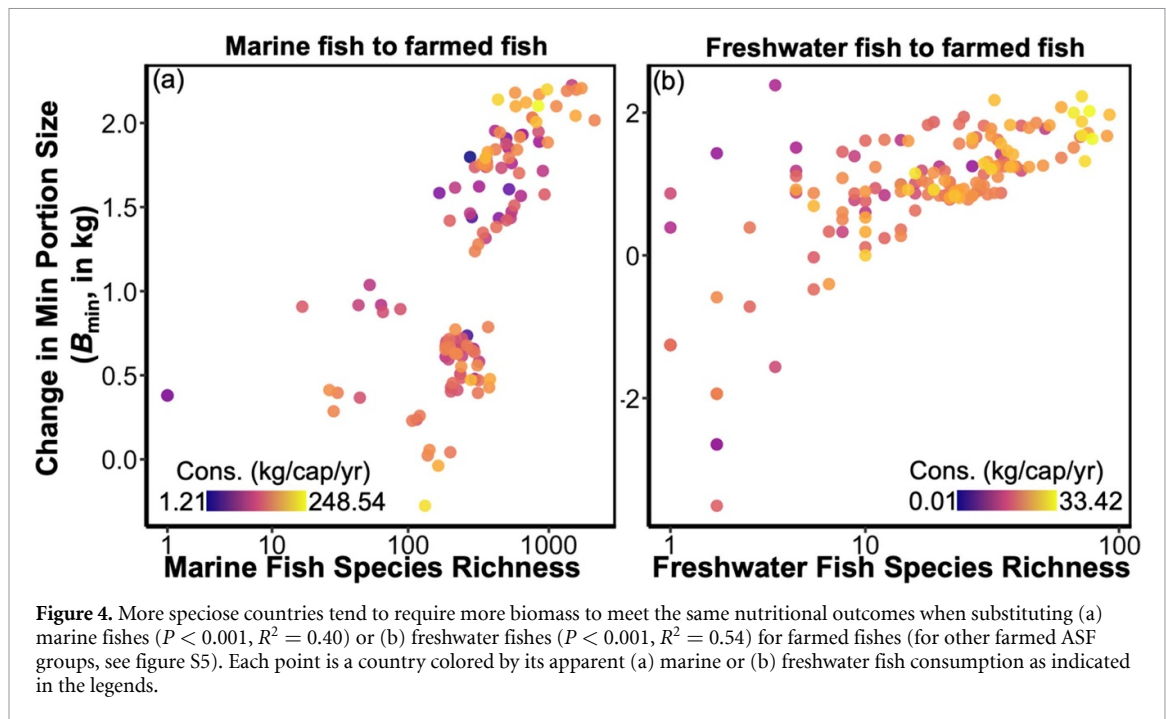 Marine fish to farmed fish
Freshwater fish to farmed fish
Change in Min Portion Size
(Bmin, in kg)
(a)
2.0
1.5
1.0
0.5
0.0
Cons. (kg/cap/yr)
1.21 248.54
1 10 100 1000
Marine Fish Species Richness
(b)
2
0
-2
Cons. (kg/cap/yr)
0.01 33.42
1 10 100
Freshwater Fish Species Richness
Figure 4. More speciose countries tend to require more biomass to meet the same nutritional outcomes when substituting (a)
marine fishes (P < 0.001, R² = 0.40) or (b) freshwater fishes (P < 0.001, R² = 0.54) for farmed fishes (for other farmed ASF
groups, see figure S5). Each point is a country colored by its apparent (a) marine or (b) freshwater fish consumption as indicated
in the legends.